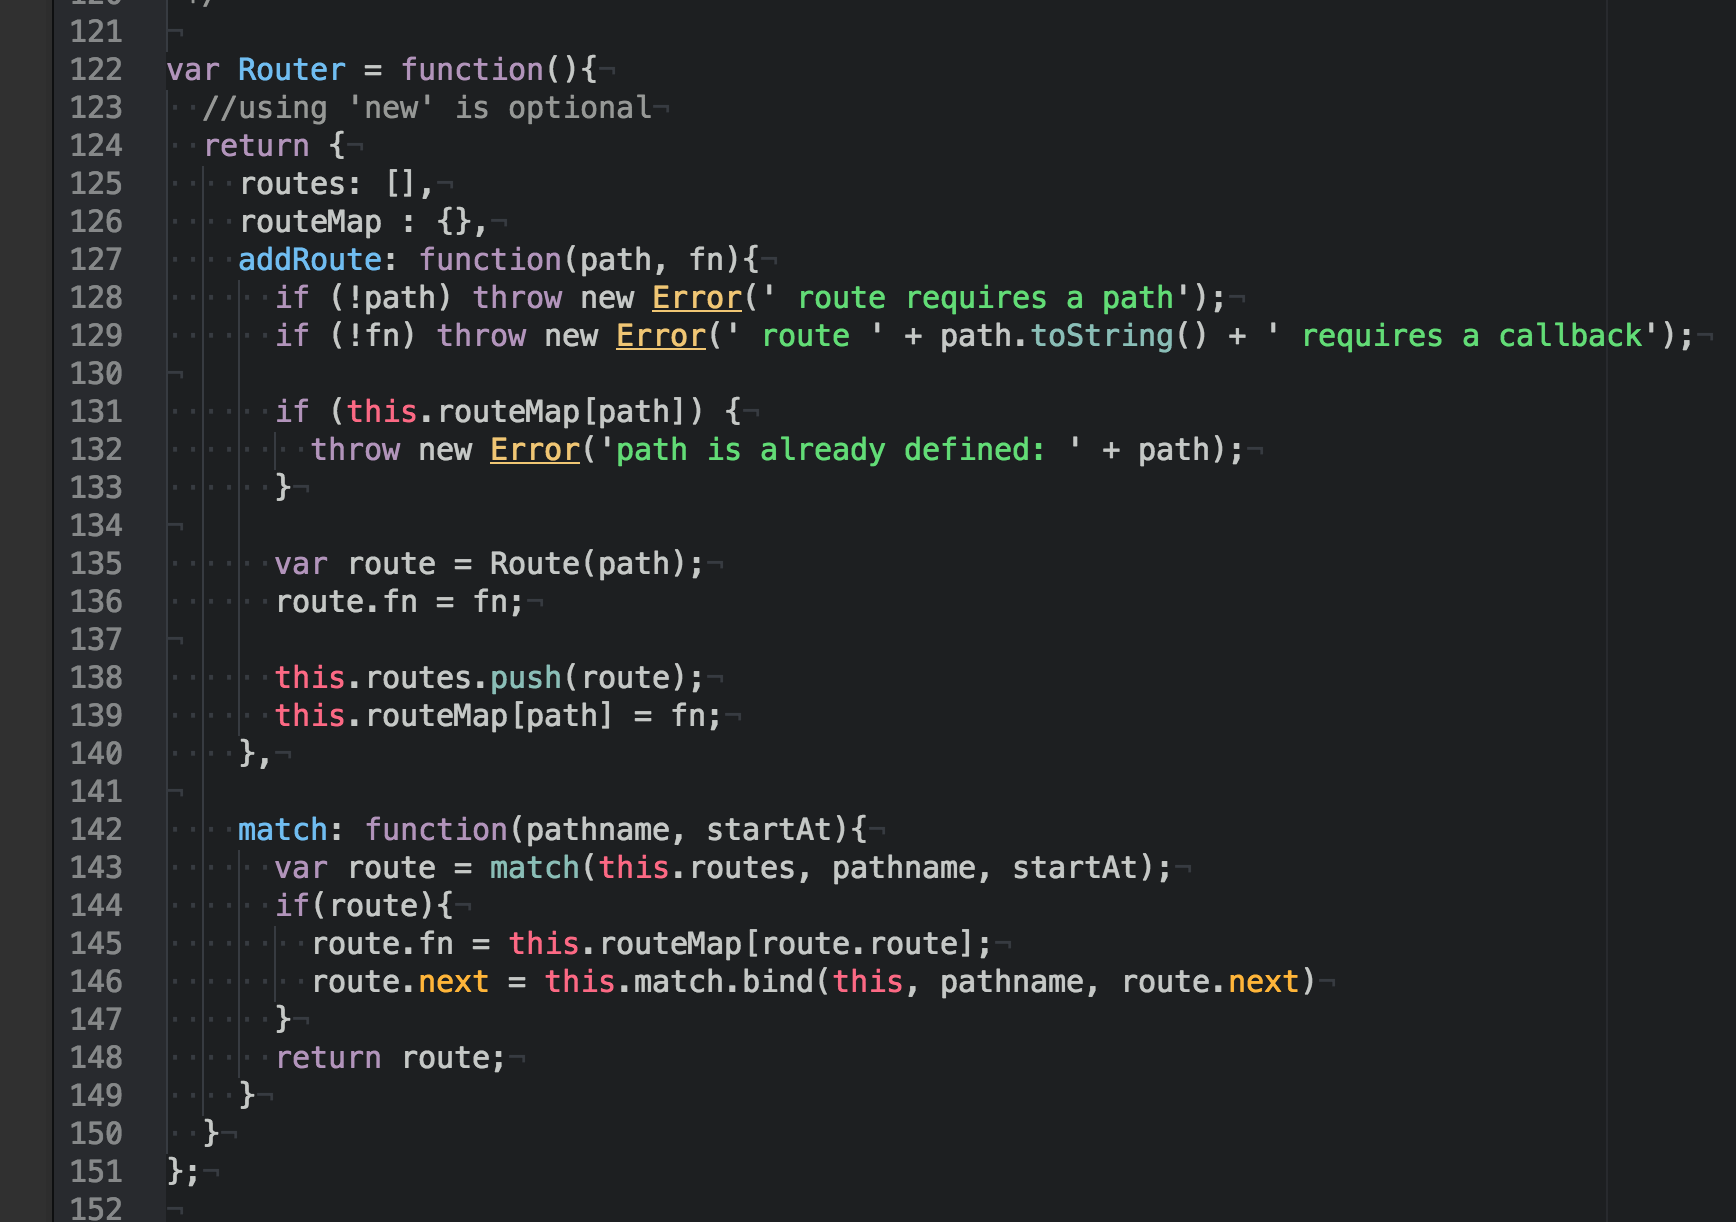 121
122 var Router = function(){
123   //using 'new' is optional
124   return {
125     routes: [],
126     routeMap : {},
127     addRoute: function(path, fn){
128       if (!path) throw new Error(' route requires a path');
129       if (!fn) throw new Error(' route ' + path.toString() + ' requires a callback');
130
131       if (this.routeMap[path]) {
132         throw new Error('path is already defined: ' + path);
133       }
134
135       var route = Route(path);
136       route.fn = fn;
137
138       this.routes.push(route);
139       this.routeMap[path] = fn;
140     },
141
142     match: function(pathname, startAt){
143       var route = match(this.routes, pathname, startAt);
144       if(route){
145         route.fn = this.routeMap[route.route];
146         route.next = this.match.bind(this, pathname, route.next)
147       }
148       return route;
149     }
150   }
151 };
152